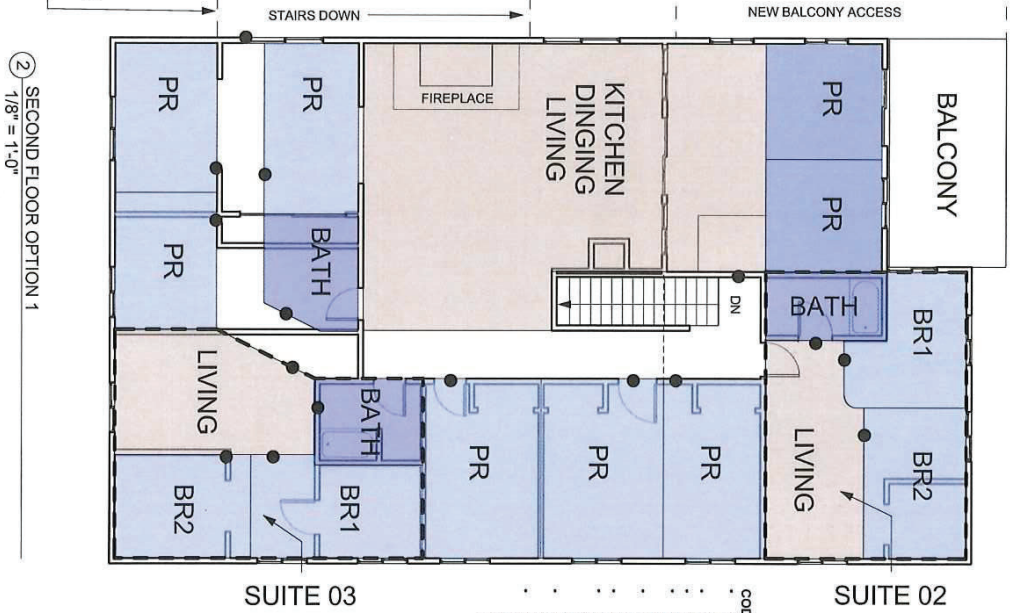 STAIRS DOWN
NEW BALCONY ACCESS
2
SECOND FLOOR OPTION 1
1/8" = 1'-0"
PR
PR
FIREPLACE
KITCHEN
DINGING
LIVING
PR
BALCONY
PR
PR
BATH
DN
BATH
BR1
LIVING
BATH
PR
PR
PR
LIVING
BR2
BR2
BR1
SUITE 03
SUITE 02